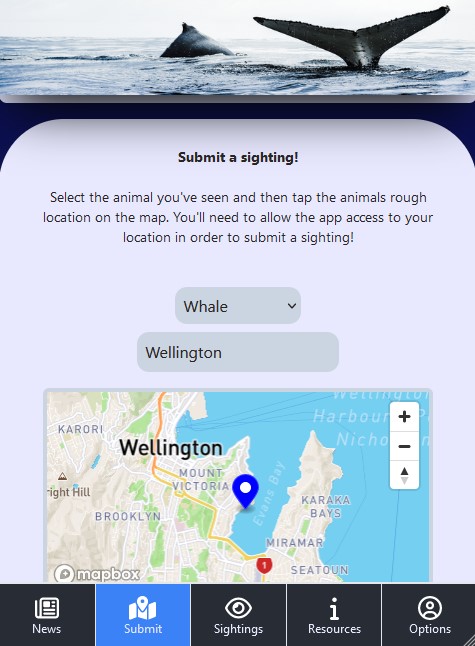 Submit a sighting!
Select the animal you've seen and then tap the animals rough
location on the map. You'll need to allow the app access to your
location in order to submit a sighting!
Whale
Wellington
Wellington
Harbour
KARORI
Wellington
MOUNT
VICTORIA
Evans Bay
right Hill
KARAKA
BAYS
BROOKLYN
MIRAMAR
1
SEATOUN
mapbox
News
Submit
Sightings
Resources
Options